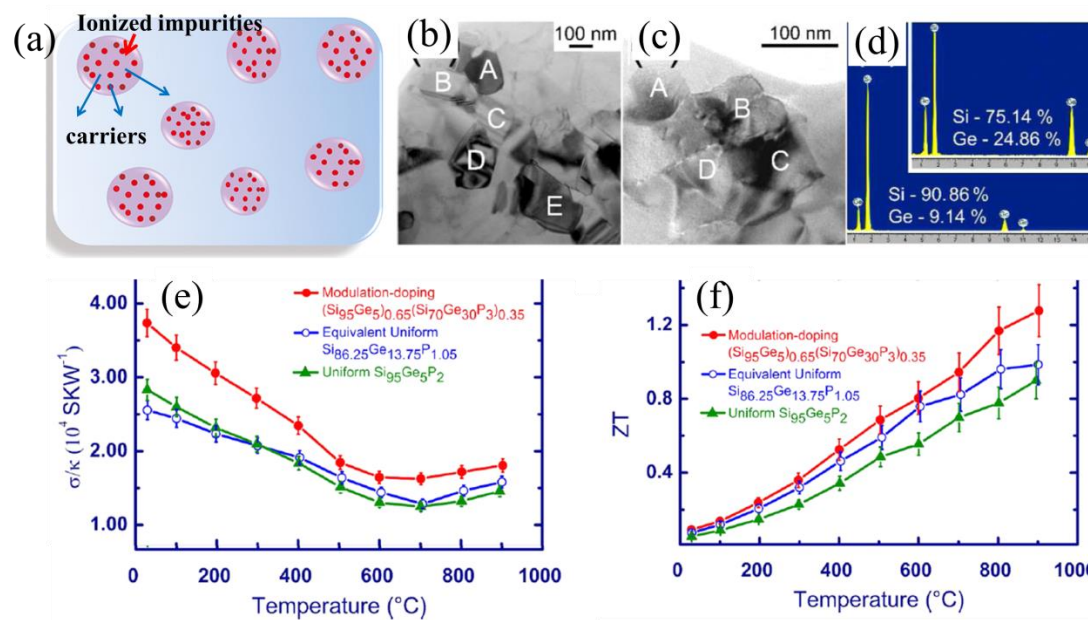 (a)
Ionized impurities
carriers
(b)
100 nm
A
B
C
D
E
(c)
100 nm
A
B
D
C
(d)
Si - 75.14 %
Ge - 24.86 %
Si - 90.86 %
Ge - 9.14 %
(e)
Modulation-doping
(Si95Ge5)0.65(Si70Ge30P3)0.35
Equivalent Uniform
Si86.25Ge13.75P1.05
Uniform Si95Ge5P2
σ/κ (10⁴ SKW⁻¹)
4.00
3.00
2.00
1.00
0 200 400 600 800 1000
Temperature (°C)
(f)
Modulation-doping
(Si95Ge5)0.65(Si70Ge30P3)0.35
Equivalent Uniform
Si86.25Ge13.75P1.05
Uniform Si95Ge5P2
ZT
1.2
0.8
0.4
0 200 400 600 800 1000
Temperature (°C)